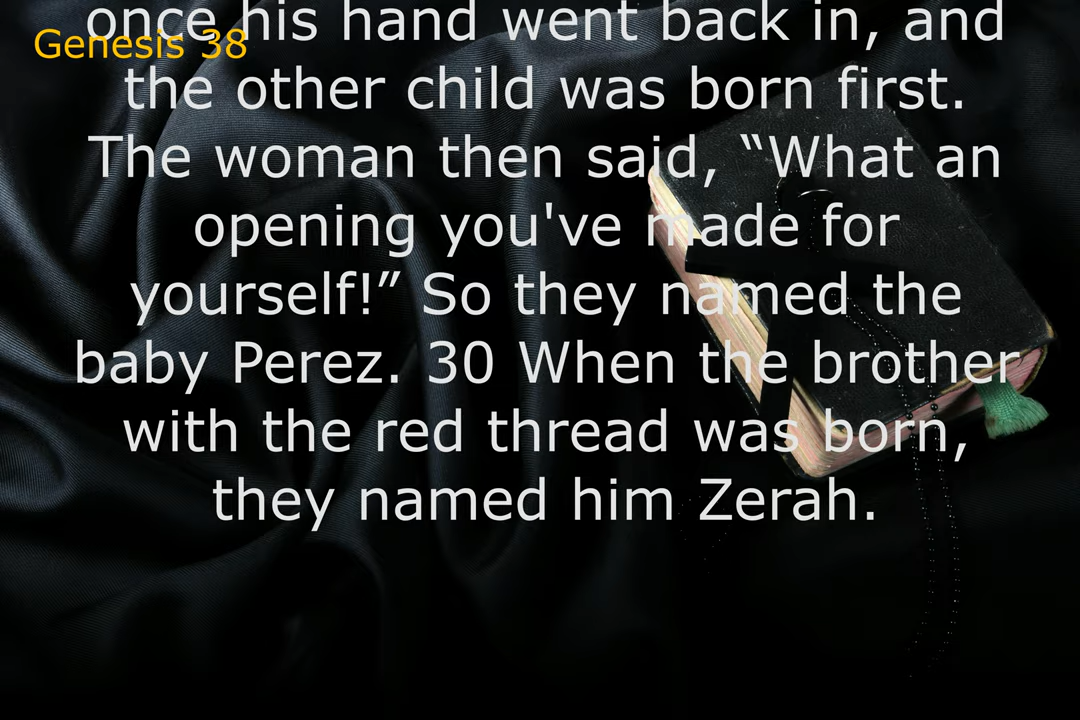 once his hand went back in, and
Genesis 38
the other child was born first.
The woman then said, “What an
opening you've made for
yourself!” So they named the
baby Perez. 30 When the brother
with the red thread was born,
they named him Zerah.